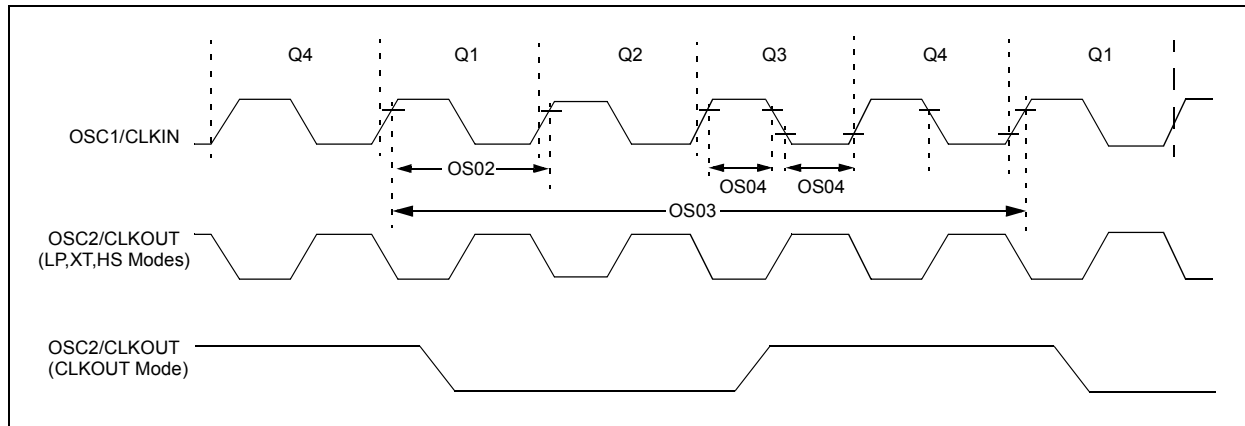 Q4 Q1 Q2 Q3 Q4 Q1
OSC1/CLKIN
OS02
OS04 OS04
OS03
OSC2/CLKOUT
(LP,XT,HS Modes)
OSC2/CLKOUT
(CLKOUT Mode)